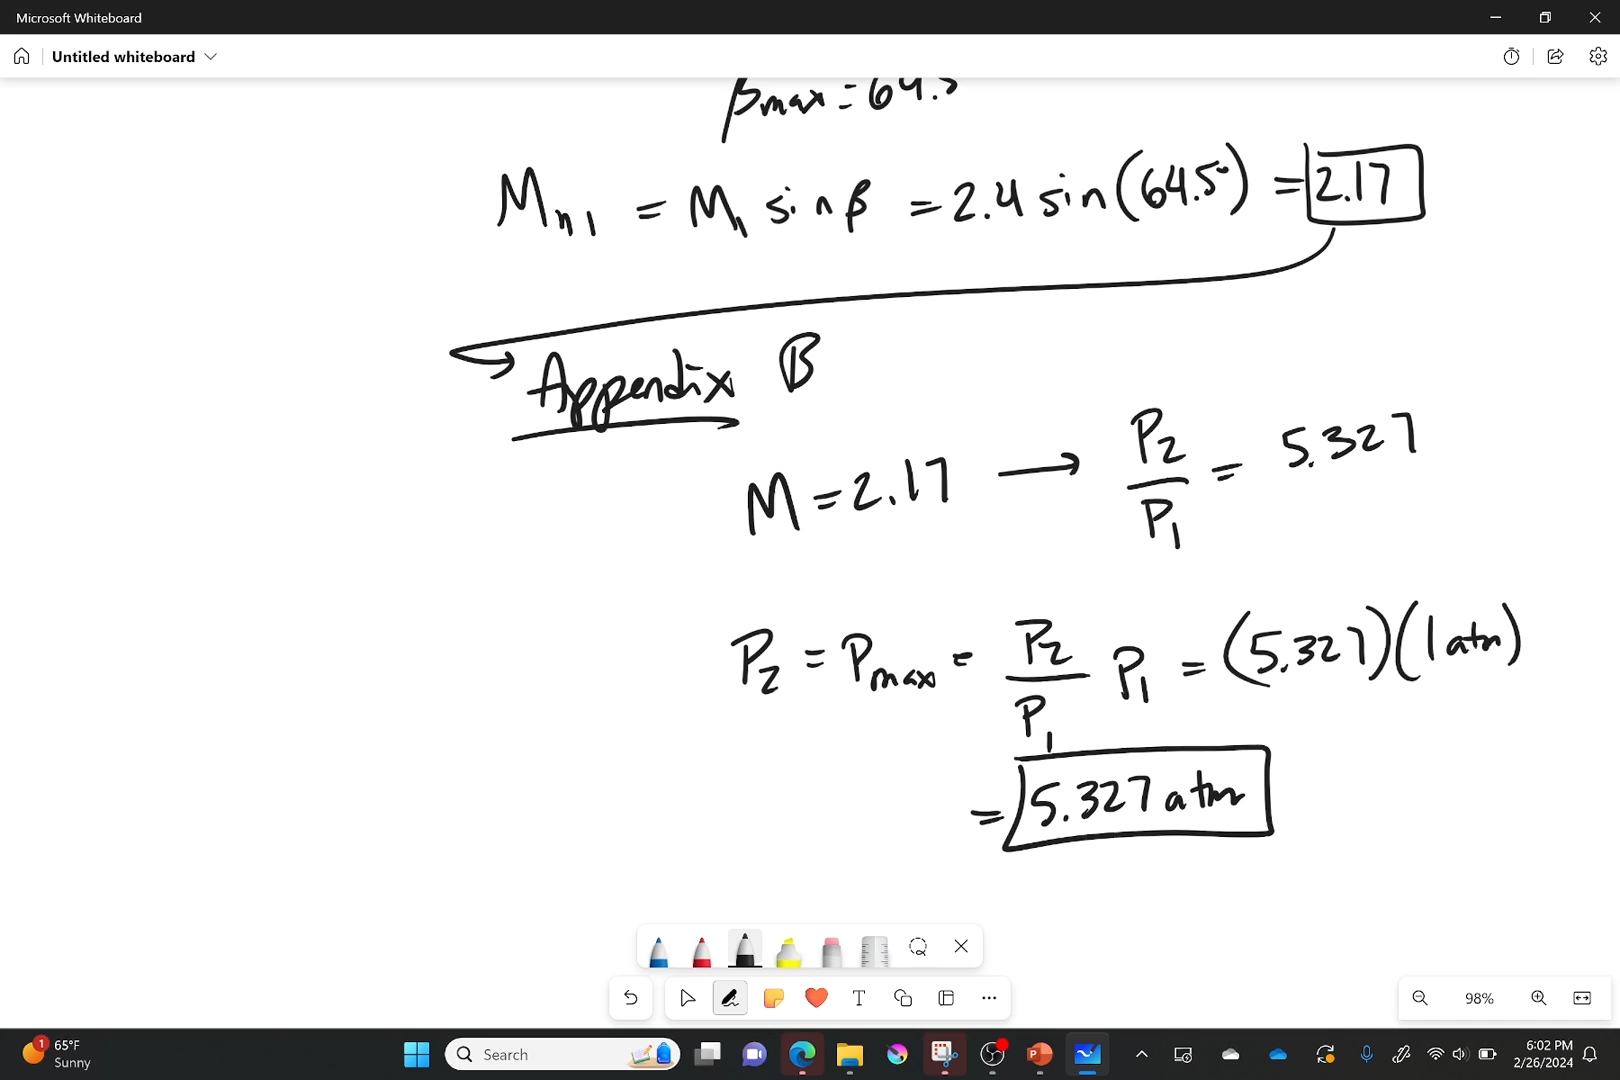 Microsoft Whiteboard
Untitled whiteboard
βmax = 64.5
Mn1 = M1 sin β = 2.4 sin(64.5°) = 2.17
Appendix B
M = 2.17 → P2/P1 = 5.327
P2 = Pmax = P2/P1 P1 = (5.327)(1 atm)
= 5.327 atm
T
98%
1
65°F
Sunny
Search
6:02 PM
2/26/2024